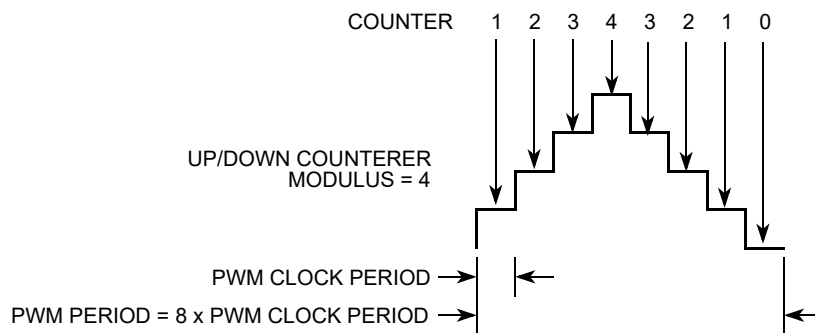 COUNTER 1 2 3 4 3 2 1 0
UP/DOWN COUNTERER
MODULUS = 4
PWM CLOCK PERIOD
PWM PERIOD = 8 x PWM CLOCK PERIOD